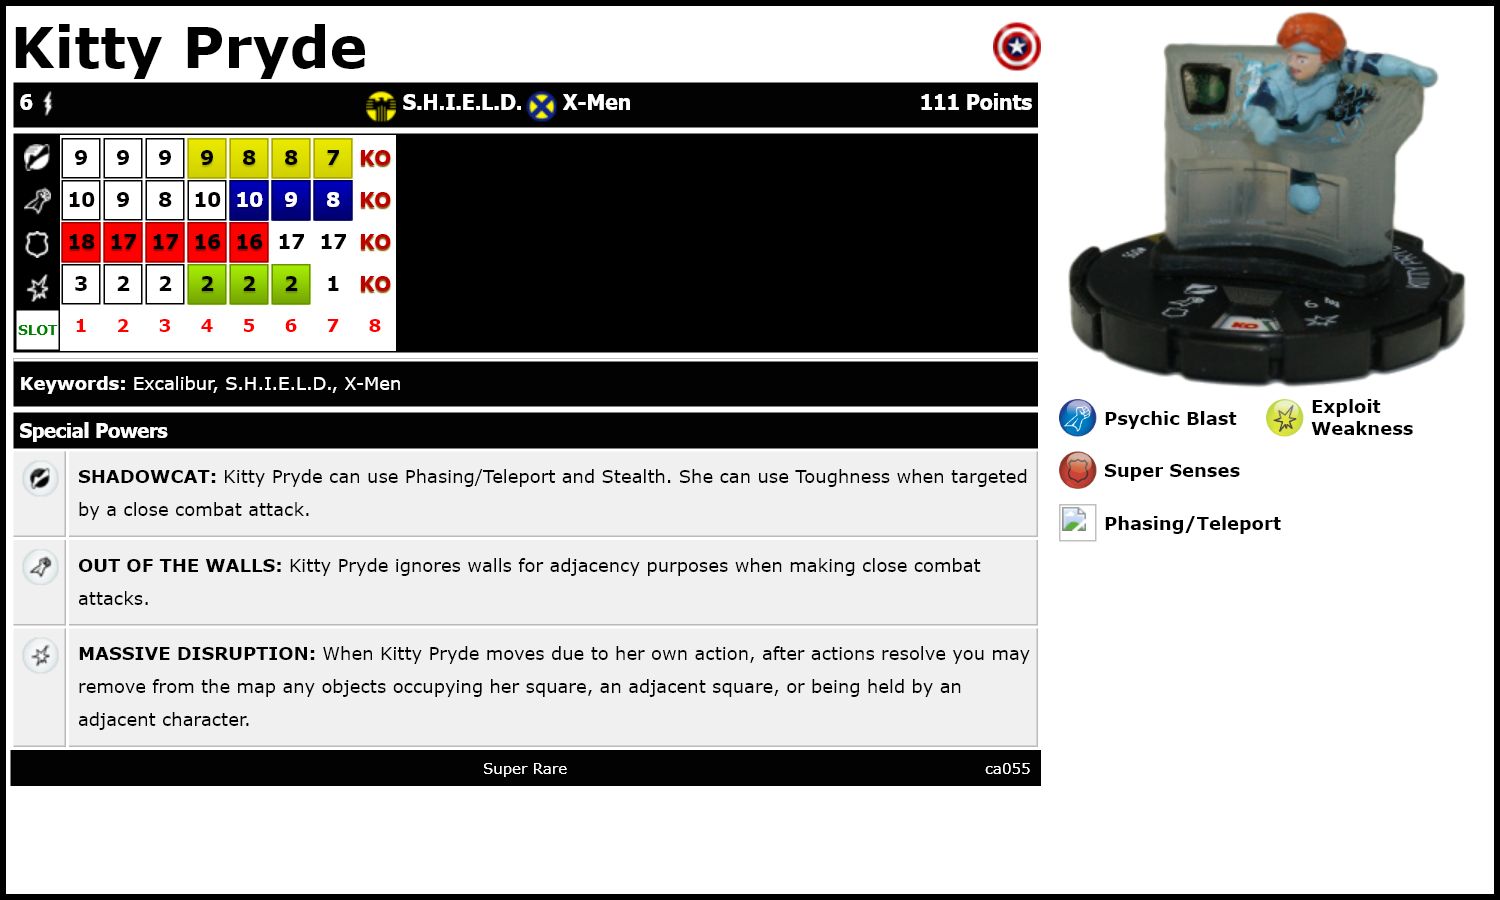 Kitty Pryde
6 S.H.I.E.L.D. X-Men 111 Points
9 9 9 9 8 8 7 KO
10 9 8 10 10 9 8 KO
18 17 17 16 16 17 17 KO
3 2 2 2 2 2 1 KO
SLOT 1 2 3 4 5 6 7 8
Keywords: Excalibur, S.H.I.E.L.D., X-Men
Special Powers
SHADOWCAT: Kitty Pryde can use Phasing/Teleport and Stealth. She can use Toughness when targeted
by a close combat attack.
OUT OF THE WALLS: Kitty Pryde ignores walls for adjacency purposes when making close combat
attacks.
MASSIVE DISRUPTION: When Kitty Pryde moves due to her own action, after actions resolve you may
remove from the map any objects occupying her square, an adjacent square, or being held by an
adjacent character.
Super Rare ca055
#055
KITTY PRYDE
6
KO
Psychic Blast
Exploit
Weakness
Super Senses
Phasing/Teleport